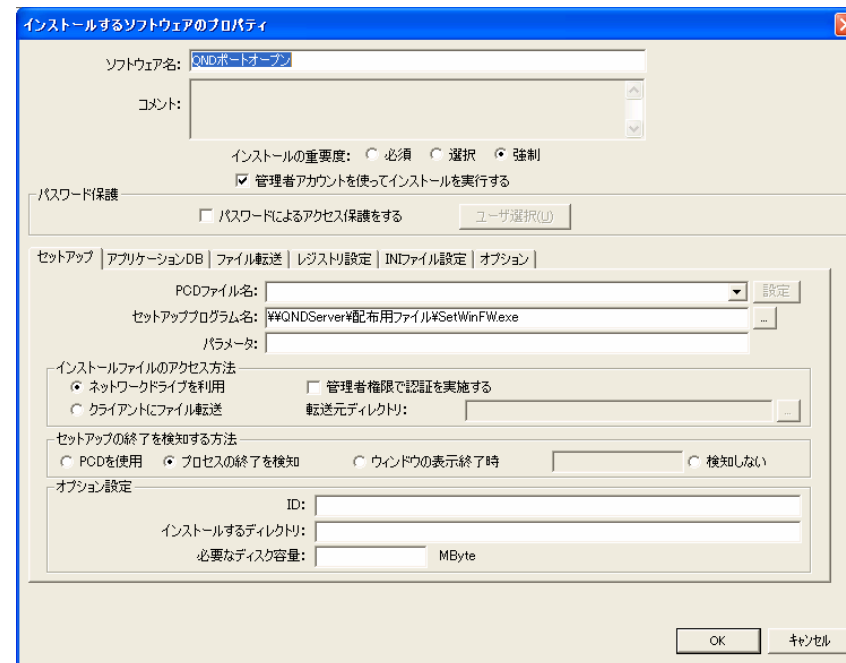 インストールするソフトウェアのプロパティ
ソフトウェア名: QNDポートオープン
コメント:
インストールの重要度: 必須 選択 強制
管理者アカウントを使ってインストールを実行する
パスワード保護
パスワードによるアクセス保護をする ユーザ選択(U)
セットアップ アプリケーションDB ファイル転送 レジストリ設定 INIファイル設定 オプション
PCDファイル名: 設定
セットアッププログラム名: ¥¥QNDServer¥配布用ファイル¥SetWinFW.exe ...
パラメータ:
インストールファイルのアクセス方法
ネットワークドライブを利用 管理者権限で認証を実施する
クライアントにファイル転送 転送元ディレクトリ: ...
セットアップの終了を検知する方法
PCDを使用 プロセスの終了を検知 ウィンドウの表示終了時 検知しない
オプション設定
ID:
インストールするディレクトリ:
必要なディスク容量: MByte
OK キャンセル